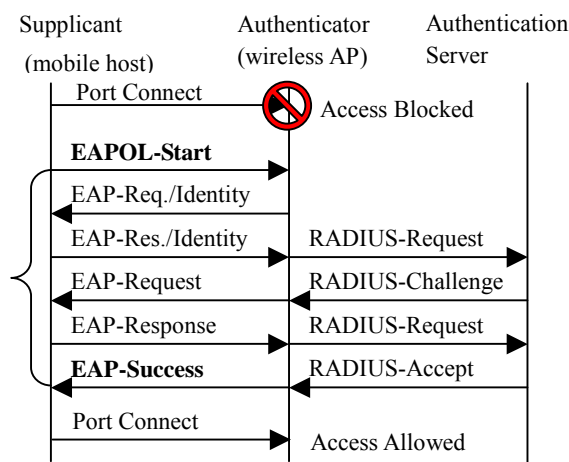 Supplicant
(mobile host)
Authenticator
(wireless AP)
Authentication
Server
Port Connect
Access Blocked
EAPOL-Start
EAP-Req./Identity
EAP-Res./Identity
RADIUS-Request
EAP-Request
RADIUS-Challenge
EAP-Response
RADIUS-Request
EAP-Success
RADIUS-Accept
Port Connect
Access Allowed